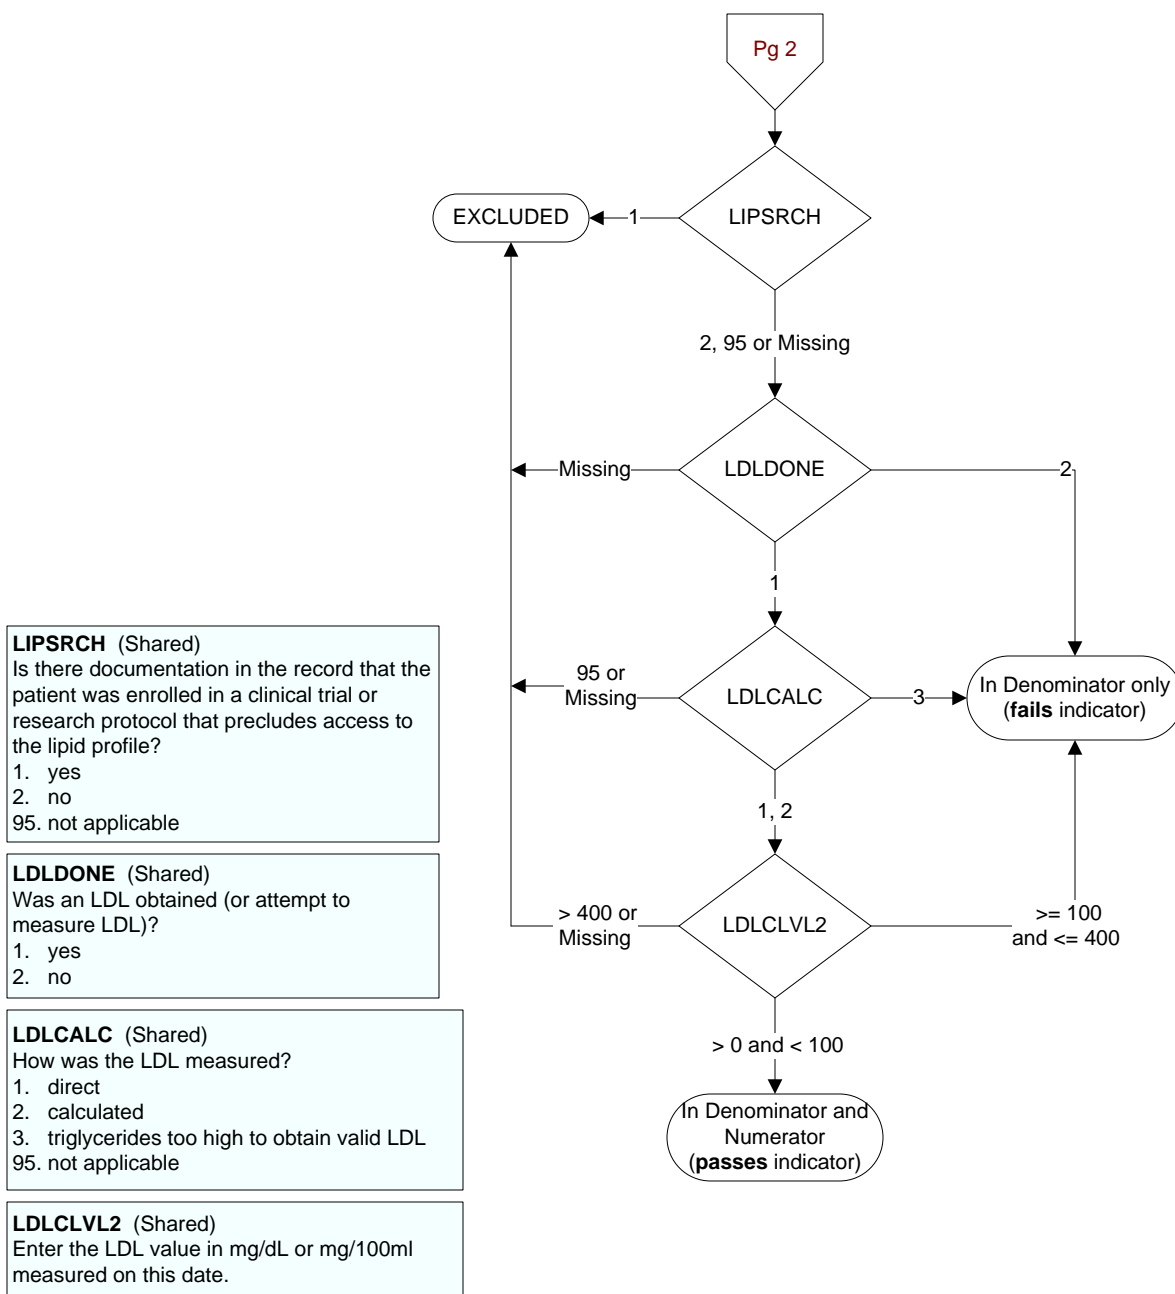 Pg 2
LIPSRCH
EXCLUDED
1
2, 95 or Missing
LDLDONE
Missing
2
1
LDLCALC
95 or
Missing
3
In Denominator only
(fails indicator)
1, 2
LDLCLVL2
> 400 or
Missing
>= 100
and <= 400
> 0 and < 100
In Denominator and
Numerator
(passes indicator)
LIPSRCH (Shared)
Is there documentation in the record that the
patient was enrolled in a clinical trial or
research protocol that precludes access to
the lipid profile?
1. yes
2. no
95. not applicable
LDLDONE (Shared)
Was an LDL obtained (or attempt to
measure LDL)?
1. yes
2. no
LDLCALC (Shared)
How was the LDL measured?
1. direct
2. calculated
3. triglycerides too high to obtain valid LDL
95. not applicable
LDLCLVL2 (Shared)
Enter the LDL value in mg/dL or mg/100ml
measured on this date.